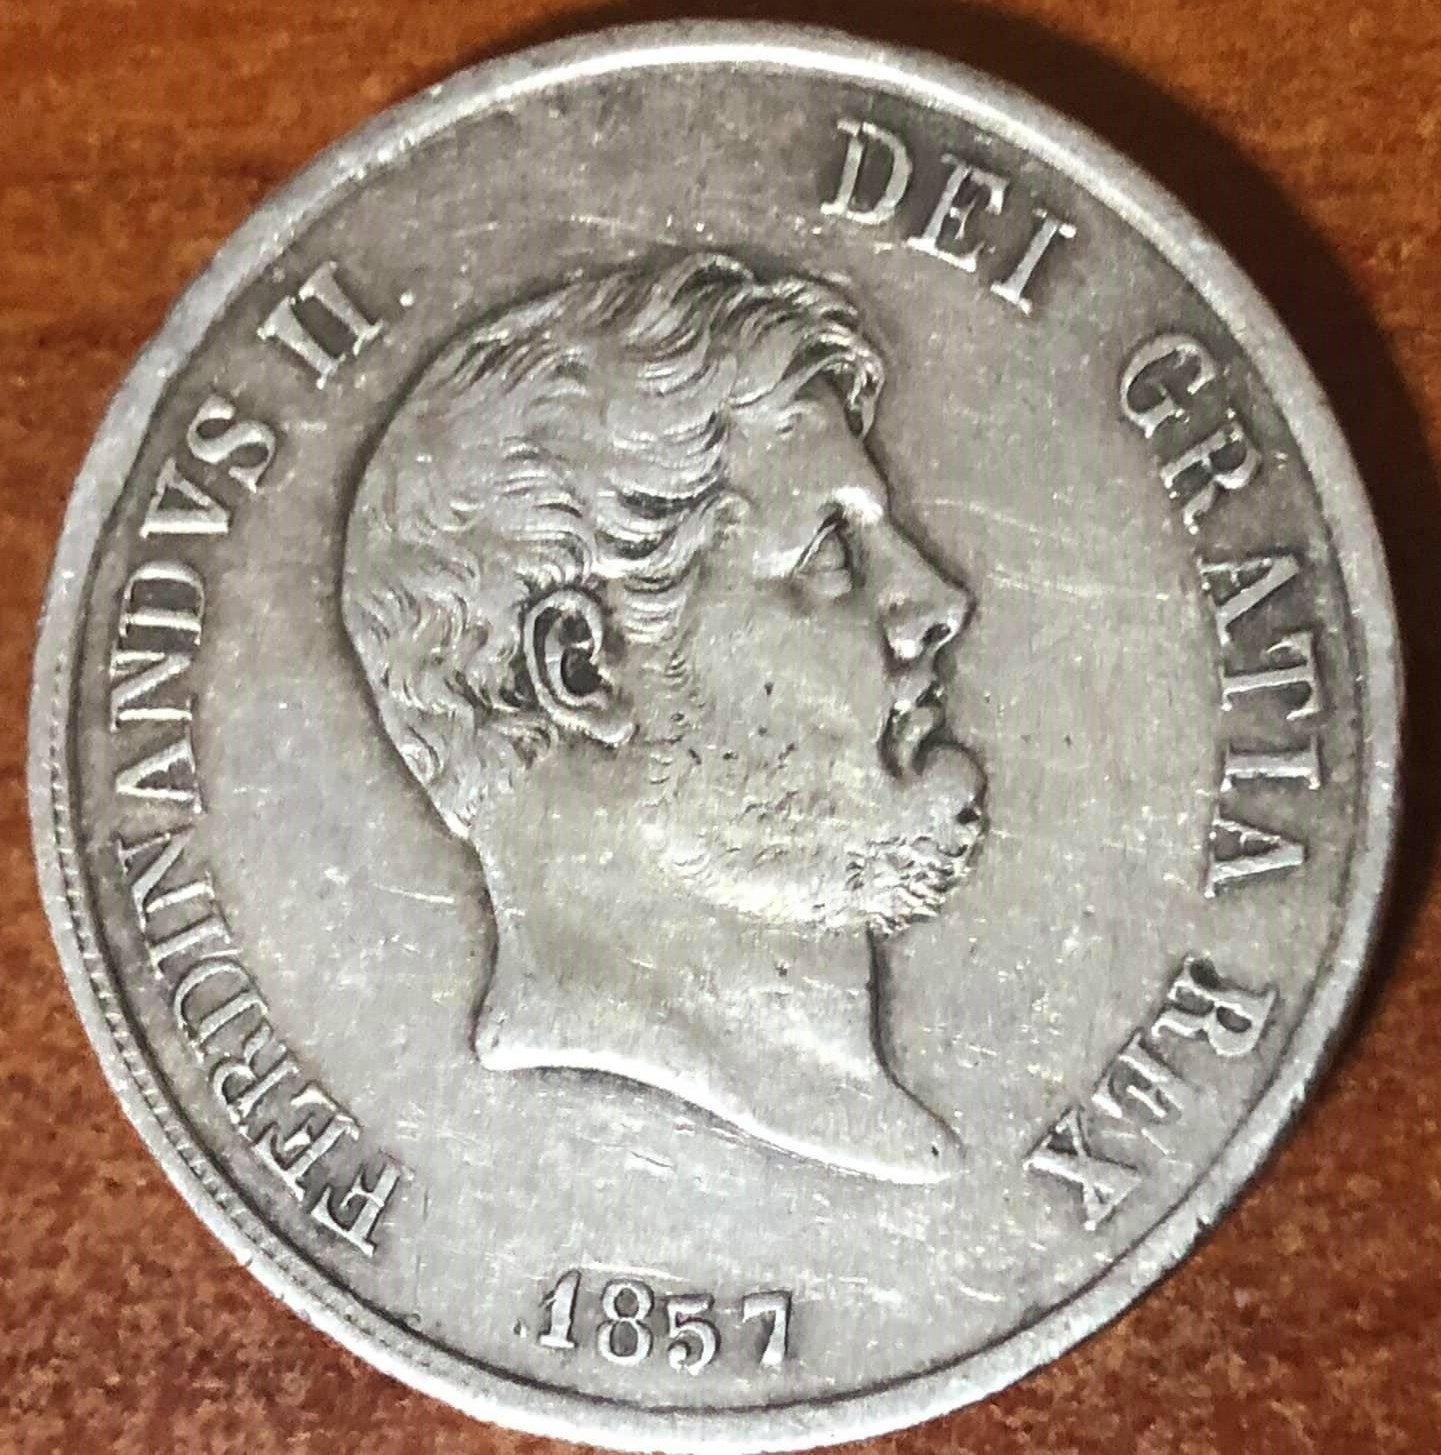 FERDINANDVS II. DEI GRATIA REX
1857